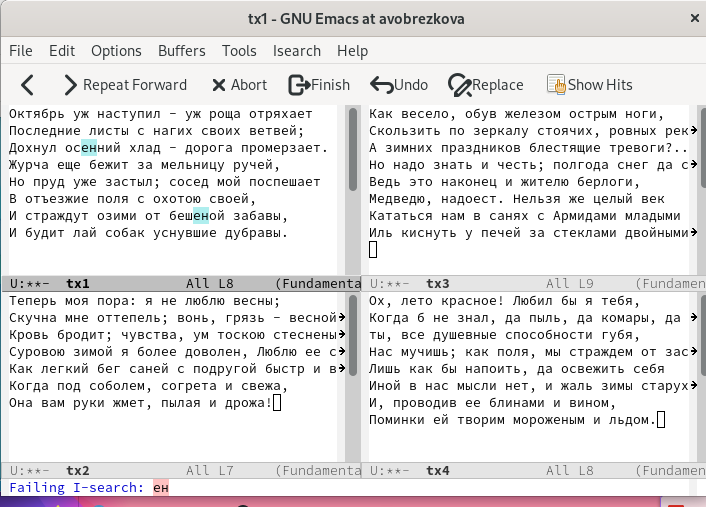 tx1 - GNU Emacs at avobrezkova
File Edit Options Buffers Tools Isearch Help
Repeat Forward Abort Finish Undo Replace Show Hits
Октябрь уж наступил - уж роща отряхает
Последние листы с нагих своих ветвей;
Дохнул осенний хлад - дорога промерзает.
Журча еще бежит за мельницу ручей,
Но пруд уже застыл; сосед мой поспешает
В отъезжие поля с охотою своей,
И страждут озими от бешеной забавы,
И будит лай собак уснувшие дубравы.
U:**- tx1 All L8 (Fundamenta
Как весело, обув железом острым ноги,
Скользить по зеркалу стоячих, ровных рек
А зимних праздников блестящие тревоги?..
Но надо знать и честь; полгода снег да с
Ведь это наконец и жителю берлоги,
Медведю, надоест. Нельзя же целый век
Кататься нам в санях с Армидами младыми
Иль киснуть у печей за стеклами двойными
U:**- tx3 All L9 (Fundamen
Теперь моя пора: я не люблю весны;
Скучна мне оттепель; вонь, грязь - весной
Кровь бродит; чувства, ум тоскою стеснены
Суровою зимой я более доволен, Люблю ее с
Как легкий бег саней с подругой быстр и в
Когда под соболем, согрета и свежа,
Она вам руки жмет, пылая и дрожа!
U:**- tx2 All L7 (Fundamenta
Ох, лето красное! Любил бы я тебя,
Когда б не знал, да пыль, да комары, да
ты, все душевные способности губя,
Нас мучишь; как поля, мы страждем от зас
Лишь как бы напоить, да освежить себя
Иной в нас мысли нет, и жаль зимы старух
И, проводив ее блинами и вином,
Поминки ей творим мороженым и льдом.
U:**- tx4 All L8 (Fundamen
Failing I-search: ен